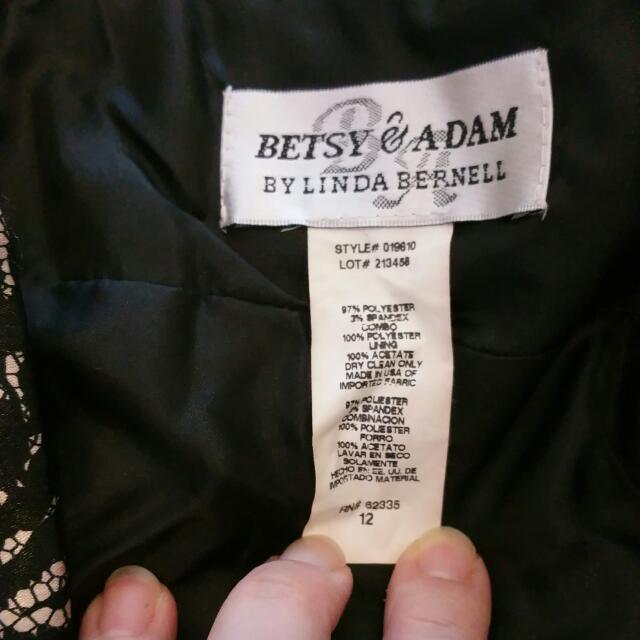 BETSY & ADAM
BY LINDA BERNELL
STYLE# 019610
LOT# 213456
97% POLYESTER
3% SPANDEX
COMBO
100% POLYESTER
LINING
100% ACETATE
DRY CLEAN ONLY
MADE IN USA OF
IMPORTED FABRIC
97% POLIESTER
3% SPANDEX
COMBINACION
100% POLIESTER
FORRO
100% ACETATO
LAVAR EN SECO
SOLAMENTE
HECHO EN EE. UU. DE
IMPORTADO MATERIAL
RN# 62335
12